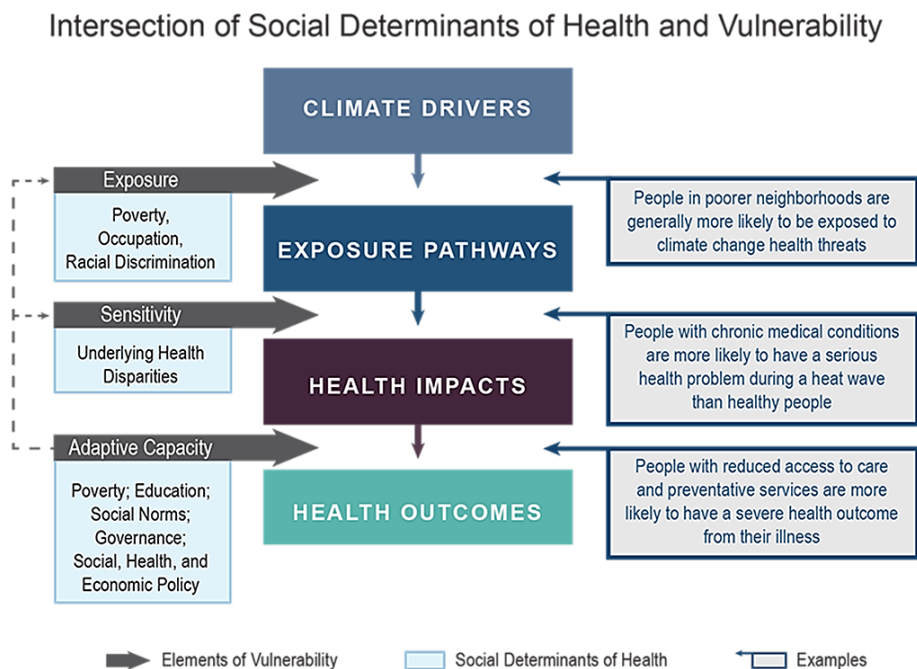 Intersection of Social Determinants of Health and Vulnerability
CLIMATE DRIVERS
Exposure
Poverty,
Occupation,
Racial Discrimination
People in poorer neighborhoods are
generally more likely to be exposed to
climate change health threats
EXPOSURE PATHWAYS
Sensitivity
Underlying Health
Disparities
People with chronic medical conditions
are more likely to have a serious
health problem during a heat wave
than healthy people
HEALTH IMPACTS
Adaptive Capacity
Poverty; Education;
Social Norms;
Governance;
Social, Health, and
Economic Policy
People with reduced access to care
and preventative services are more
likely to have a severe health outcome
from their illness
HEALTH OUTCOMES
Elements of Vulnerability
Social Determinants of Health
Examples